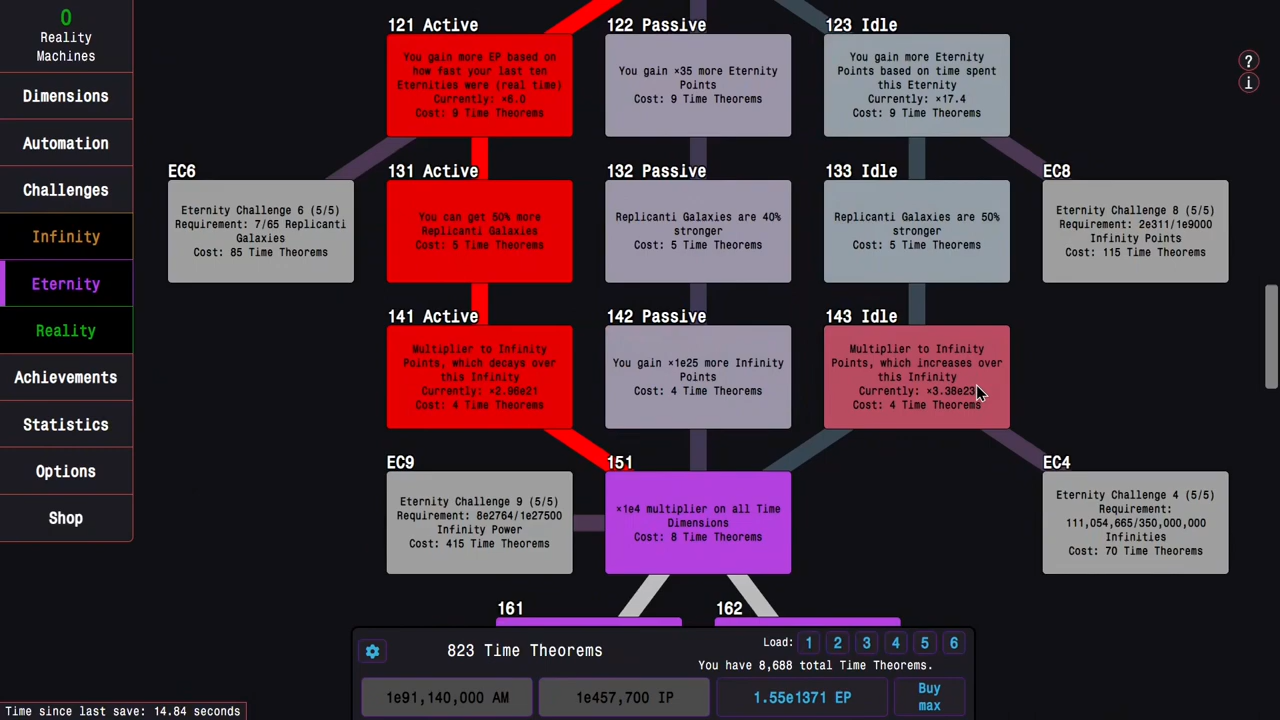 0
Reality
Machines
Dimensions
Automation
Challenges
Infinity
Eternity
Reality
Achievements
Statistics
Options
Shop
Time since last save: 14.84 seconds
121 Active
You gain more EP based on
how fast your last ten
Eternities were (real time)
Currently: ×6.0
Cost: 9 Time Theorems
122 Passive
You gain ×35 more Eternity
Points
Cost: 9 Time Theorems
123 Idle
You gain more Eternity
Points based on time spent
this Eternity
Currently: ×17.4
Cost: 9 Time Theorems
?
i
EC6
Eternity Challenge 6 (5/5)
Requirement: 7/65 Replicanti
Galaxies
Cost: 85 Time Theorems
131 Active
You can get 50% more
Replicanti Galaxies
Cost: 5 Time Theorems
132 Passive
Replicanti Galaxies are 40%
stronger
Cost: 5 Time Theorems
133 Idle
Replicanti Galaxies are 50%
stronger
Cost: 5 Time Theorems
EC8
Eternity Challenge 8 (5/5)
Requirement: 2e311/1e9000
Infinity Points
Cost: 115 Time Theorems
141 Active
Multiplier to Infinity
Points, which decays over
this Infinity
Currently: ×2.96e21
Cost: 4 Time Theorems
142 Passive
You gain ×1e25 more Infinity
Points
Cost: 4 Time Theorems
143 Idle
Multiplier to Infinity
Points, which increases over
this Infinity
Currently: ×3.38e23
Cost: 4 Time Theorems
EC9
Eternity Challenge 9 (5/5)
Requirement: 8e2764/1e27500
Infinity Power
Cost: 415 Time Theorems
151
×1e4 multiplier on all Time
Dimensions
Cost: 8 Time Theorems
EC4
Eternity Challenge 4 (5/5)
Requirement:
111,054,665/350,000,000
Infinities
Cost: 70 Time Theorems
161
162
823 Time Theorems
Load: 1 2 3 4 5 6
You have 8,688 total Time Theorems.
1e91,140,000 AM
1e457,700 IP
1.55e1371 EP
Buy
max